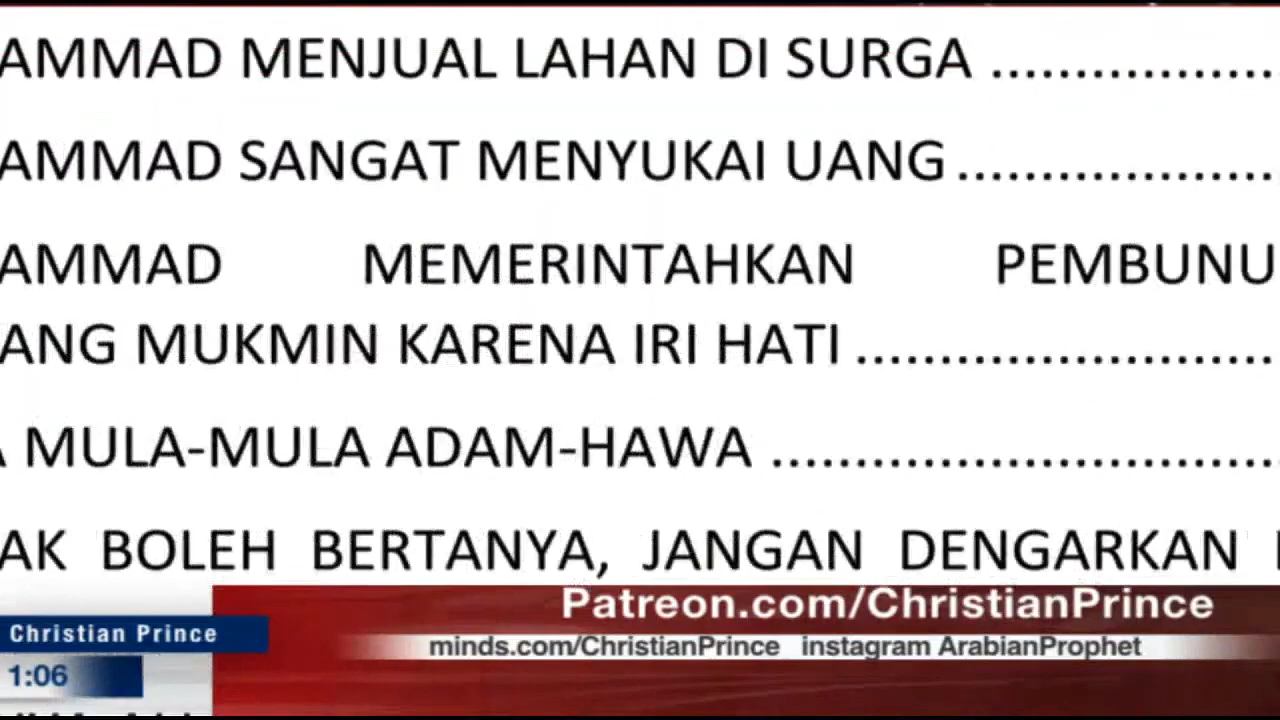 AMMAD MENJUAL LAHAN DI SURGA ..................
AMMAD SANGAT MENYUKAI UANG ...................
AMMAD MEMERINTAHKAN PEMBUNU
ANG MUKMIN KARENA IRI HATI ..........................
MULA-MULA ADAM-HAWA ...............................
AK BOLEH BERTANYA, JANGAN DENGARKAN
Patreon.com/ChristianPrince
Christian Prince
minds.com/ChristianPrince instagram ArabianProphet
1:06